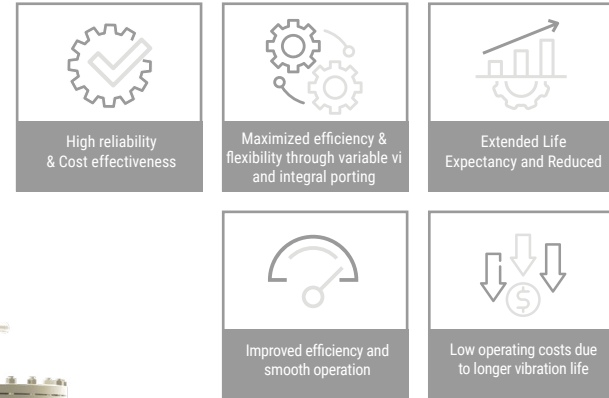 High reliability
& Cost effectiveness
Maximized efficiency &
flexibility through variable vi
and integral porting
Extended Life
Expectancy and Reduced
Improved efficiency and
smooth operation
$
Low operating costs due
to longer vibration life